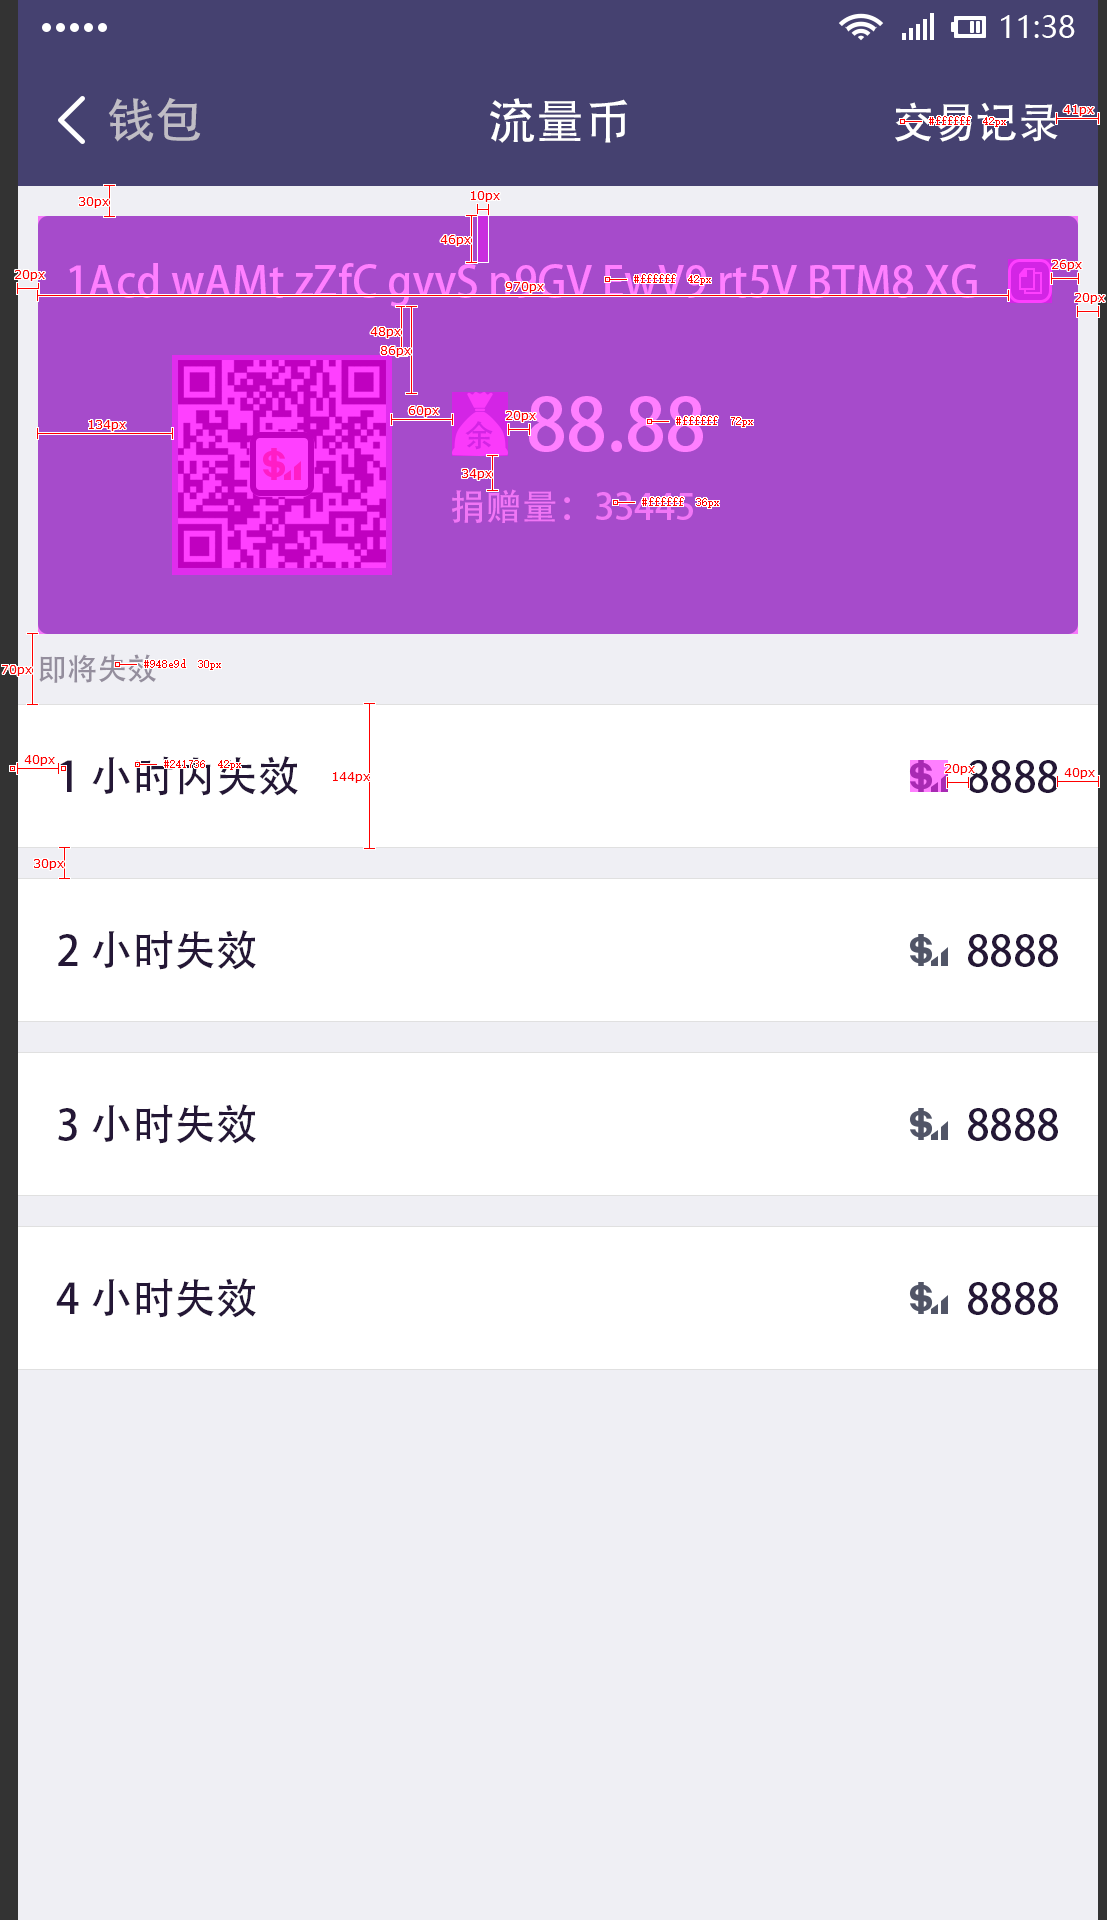 11:38
钱包
流量币
交易记录
#ffffff 42px
41px
30px
10px
46px
20px
1Acd wAMt zZfC gvvS n9GV EwV9 rt5V BTM8 XG
#ffffff 42px
26px
970px
20px
48px
86px
134px
60px
余
20px
88.88
#ffffff 72px
34px
捐赠量：33445
#ffffff 36px
70px
即将失效
#948e9d 30px
40px
1 小时内失效
#241736 42px
144px
20px
8888
40px
30px
2 小时失效
8888
3 小时失效
8888
4 小时失效
8888